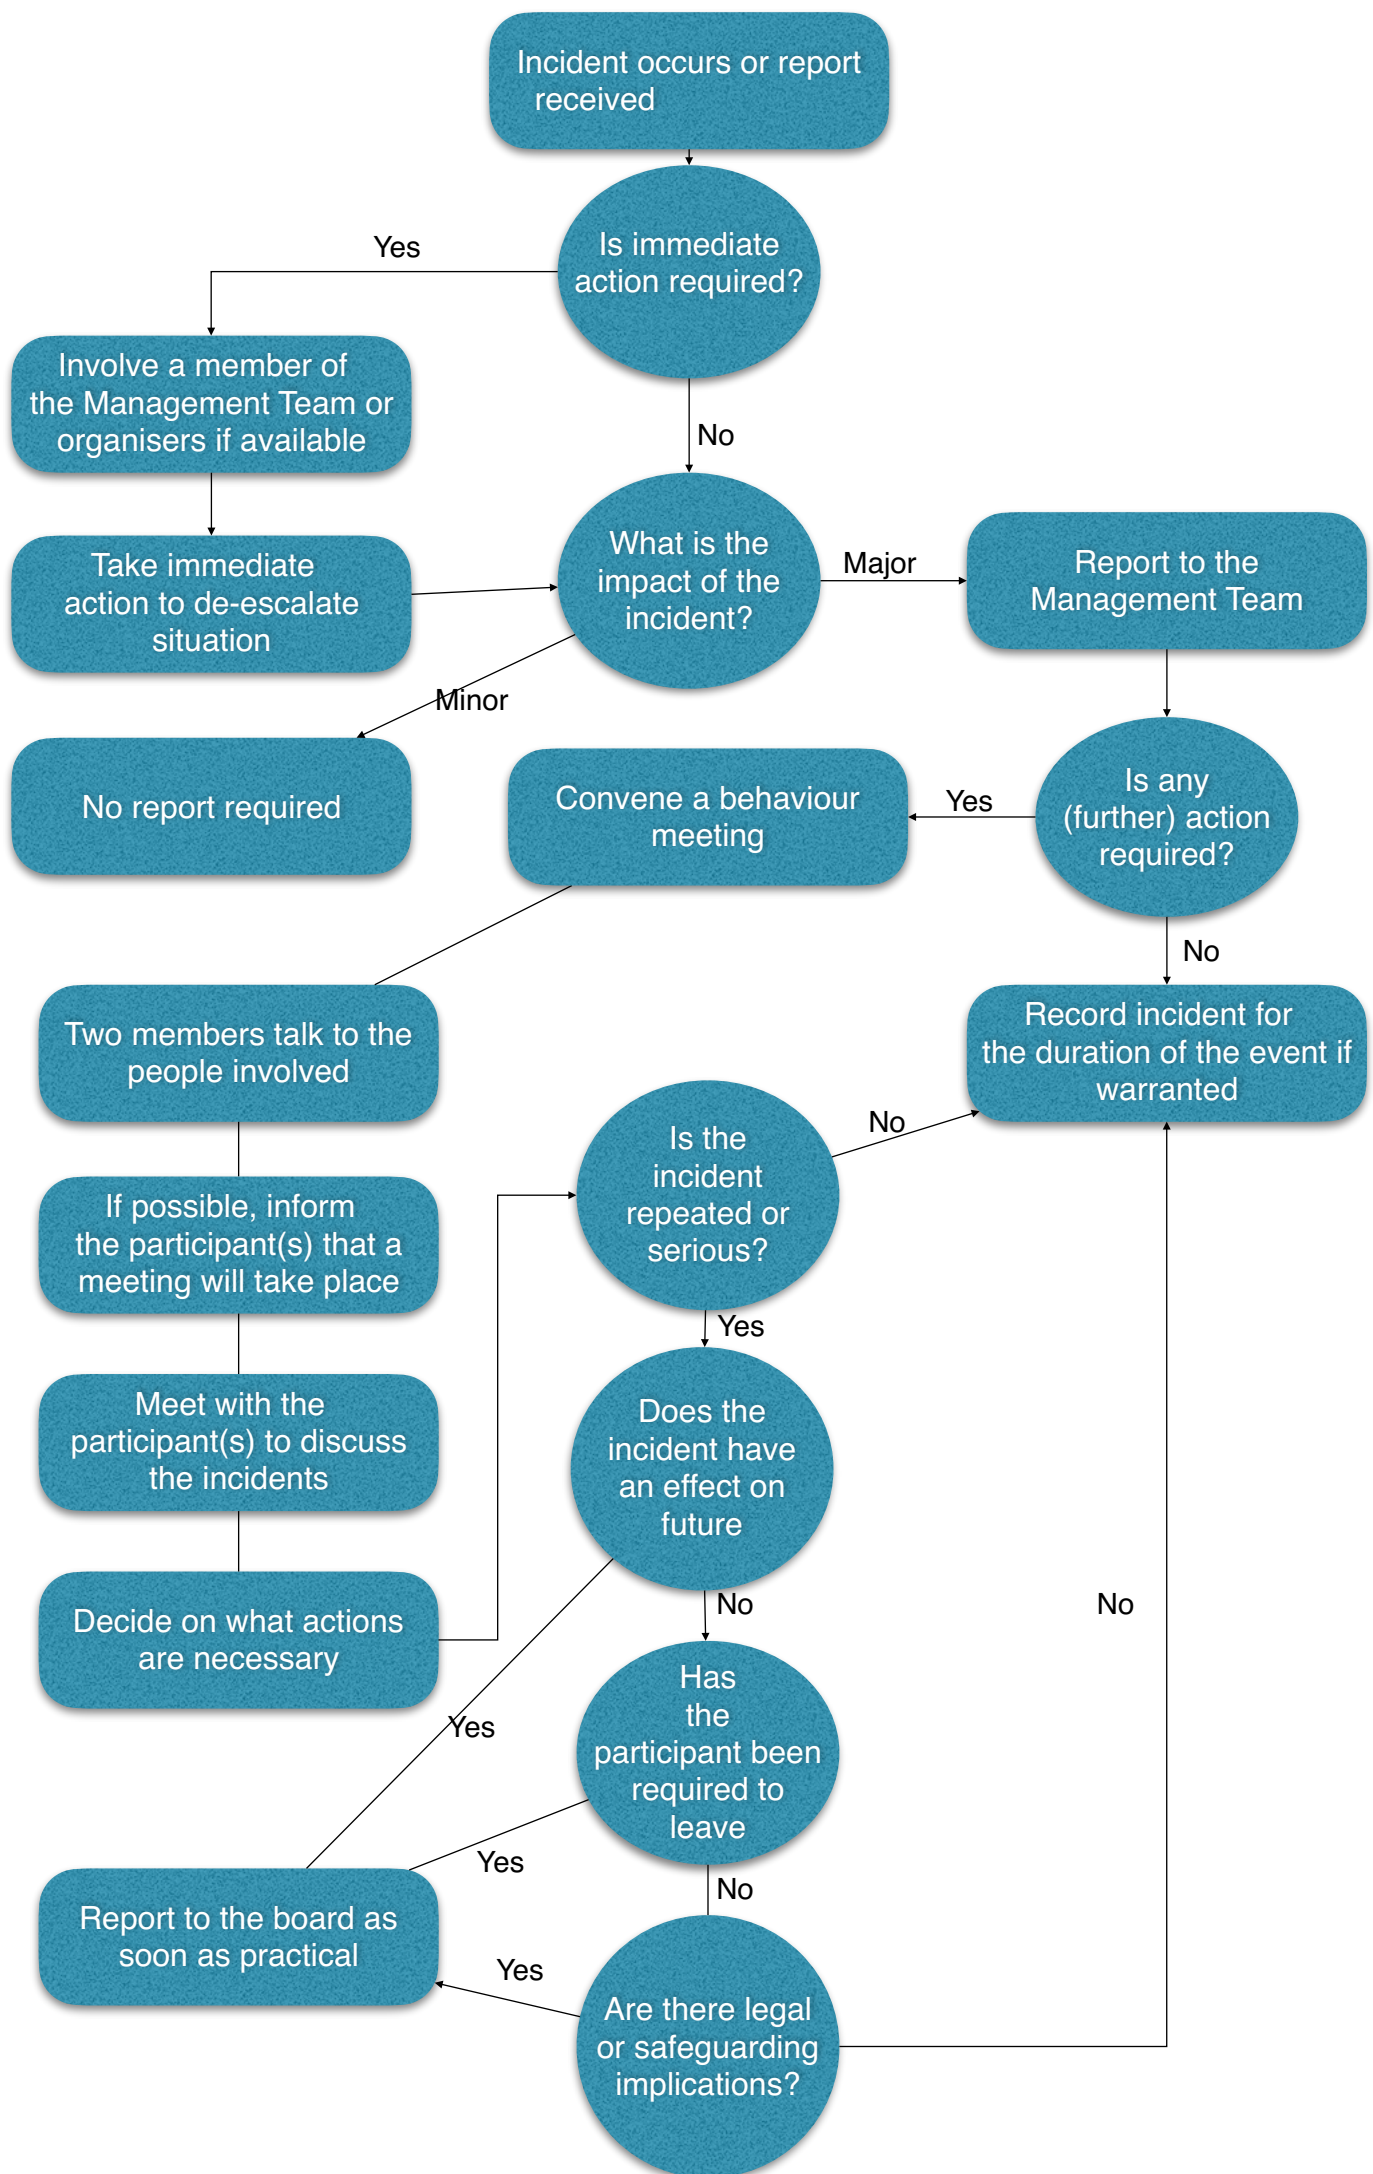 Incident occurs or report
received
Yes
Is immediate
action required?
Involve a member of
the Management Team or
organisers if available
No
Take immediate
action to de-escalate
situation
What is the
impact of the
incident?
Major
Report to the
Management Team
Minor
No report required
Convene a behaviour
meeting
Yes
Is any
(further) action
required?
No
Two members talk to the
people involved
Record incident for
the duration of the event if
warranted
If possible, inform
the participant(s) that a
meeting will take place
Is the
incident
repeated or
serious?
No
Yes
Meet with the
participant(s) to discuss
the incidents
Does the
incident have
an effect on
future
Decide on what actions
are necessary
No
No
Yes
Has
the
participant been
required to
leave
Yes
No
Report to the board as
soon as practical
Yes
Are there legal
or safeguarding
implications?